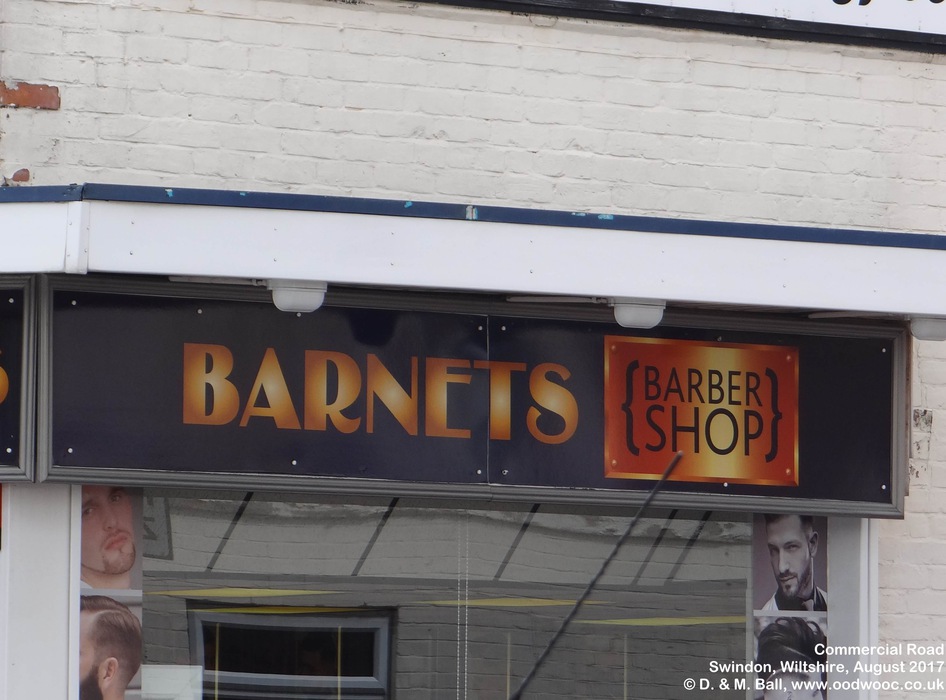 BARNETS
{BARBER
SHOP}
Commercial Road
Swindon, Wiltshire, August 2017
© D. & M. Ball, www.oodwooc.co.uk